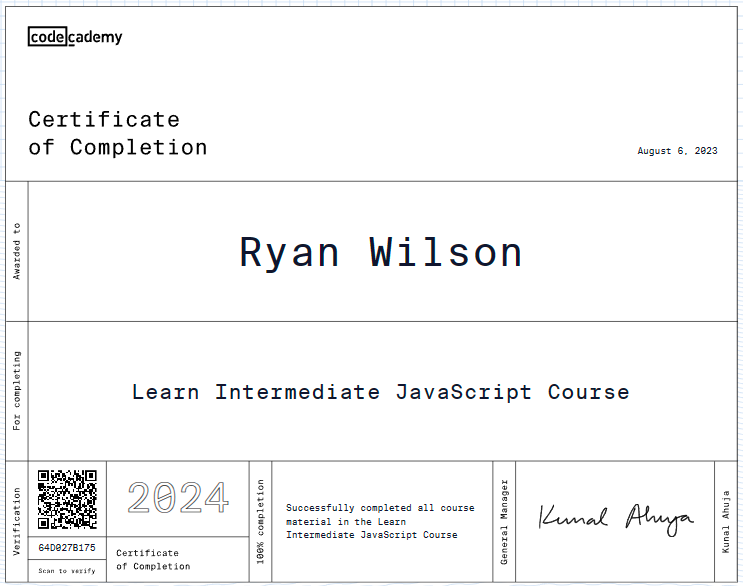 codecademy
Certificate
of Completion
August 6, 2023
Awarded to
Ryan Wilson
For completing
Learn Intermediate JavaScript Course
Verification
64D027B175
Scan to verify
2024
Certificate
of Completion
100% completion
Successfully completed all course
material in the Learn
Intermediate JavaScript Course
General Manager
Kunal Ahuja
Kunal Ahuja